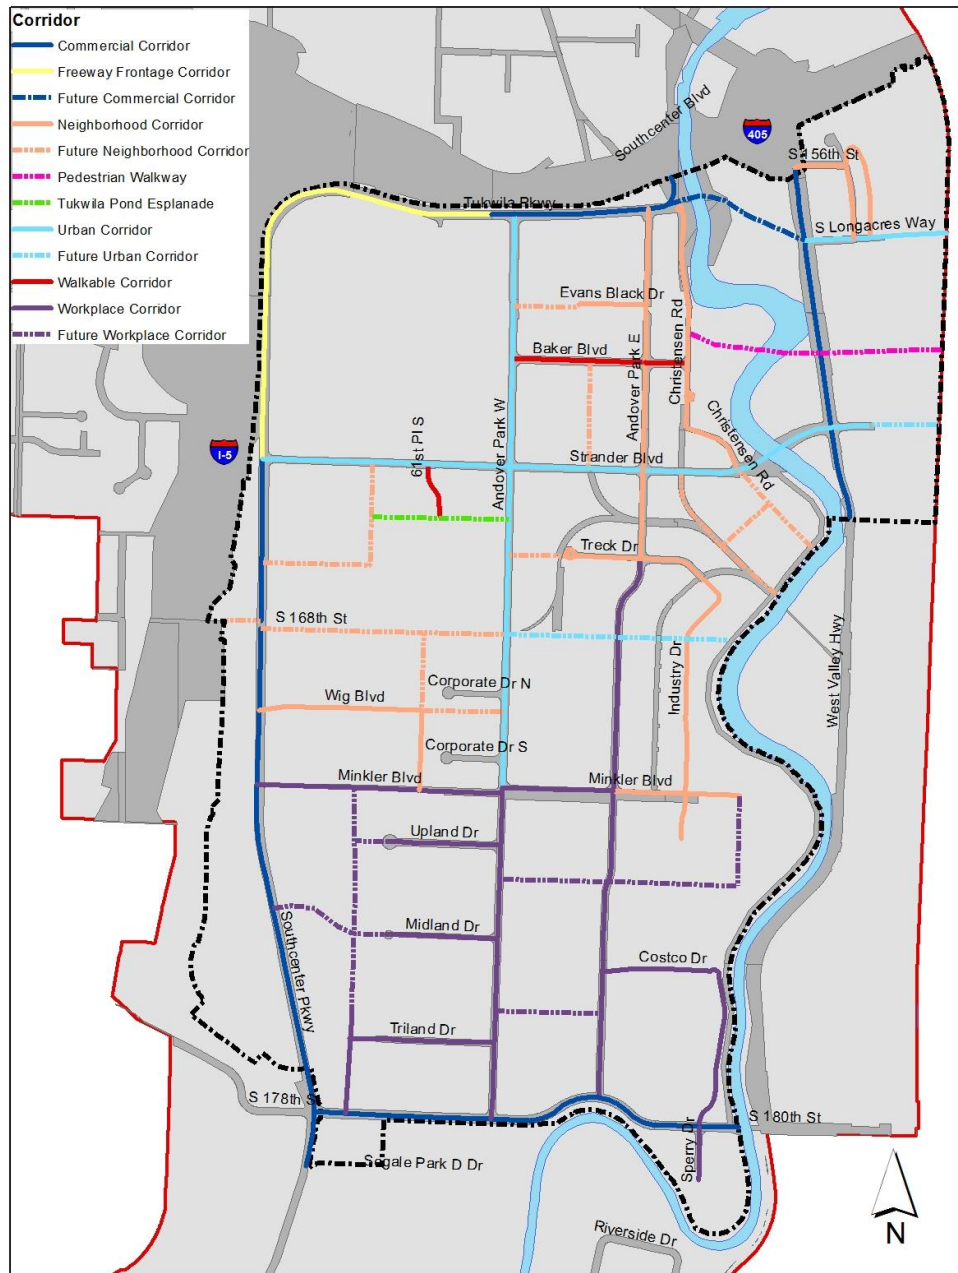 Corridor
Commercial Corridor
Freeway Frontage Corridor
Future Commercial Corridor
Neighborhood Corridor
Future Neighborhood Corridor
Pedestrian Walkway
Tukwila Pond Esplanade
Urban Corridor
Future Urban Corridor
Walkable Corridor
Workplace Corridor
Future Workplace Corridor
Southcenter Blvd
405
S 156th St
Tukwila Pkwy
S Longacres Way
Evans Black Dr
Christensen Rd
Baker Blvd
Andover Park E
Andover Park W
61st Pl S
Christensen Rd
I-5
Strander Blvd
Treck Dr
S 168th St
Industry Dr
West Valley Hwy
Corporate Dr N
Wig Blvd
Corporate Dr S
Minkler Blvd
Minkler Blvd
Upland Dr
Midland Dr
Southcenter Pkwy
Costco Dr
Triland Dr
S 178th S
S 180th St
Sperry Dr
Segale Park D Dr
Riverside Dr
N